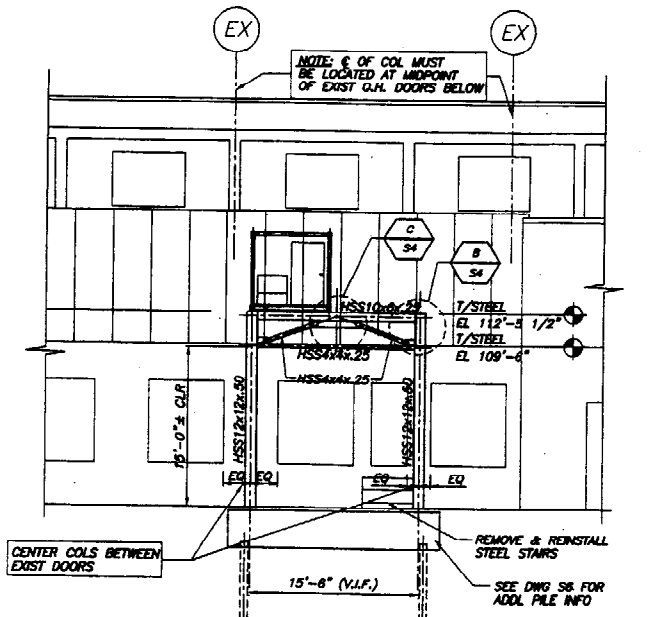 EX
EX
NOTE: ℄ OF COL MUST
BE LOCATED AT MIDPOINT
OF EXIST O.H. DOORS BELOW
C
S4
B
S4
HSS10x6x.25
T/STEEL
EL 112'-5 1/2"
T/STEEL
EL 109'-6"
HSS4x4x.25
HSS4x4x.25
15'-0"± CLR
HSS12x12x.50
HSS12x12x.50
EQ
EQ
EQ
EQ
CENTER COLS BETWEEN
EXIST DOORS
REMOVE & REINSTALL
STEEL STAIRS
15'-6" (V.I.F.)
SEE DWG S6 FOR
ADDL PILE INFO